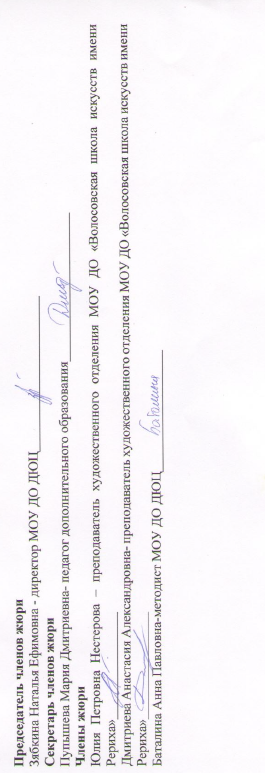 Председатель членов жюри
Зябкина Наталья Ефимовна - директор МОУ ДО ДЮЦ
Секретарь членов жюри
Пупышева Мария Дмитриевна- педагог дополнительного образования
Члены жюри
Юлия Петровна Нестерова – преподаватель художественного отделения МОУ ДО «Волосовская школа искусств имени
Рериха»
Дмитриева Анастасия Александровна- преподаватель художественного отделения МОУ ДО «Волосовская школа искусств имени
Рериха»
Баталина Анна Павловна-методист МОУ ДО ДЮЦ Баталина